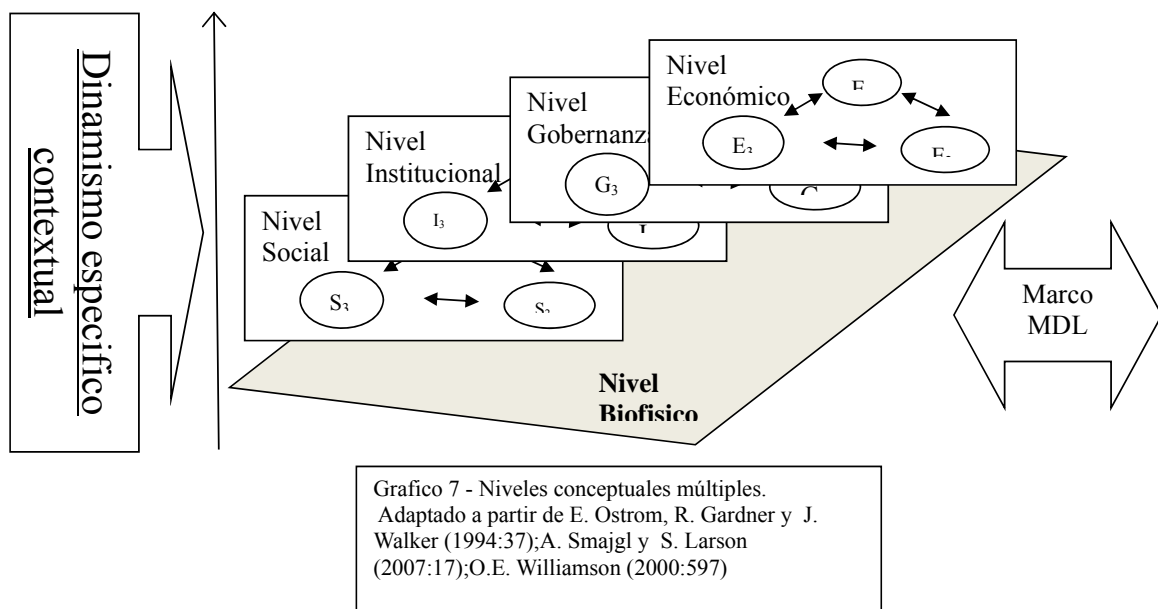 Dinamismo especifico
contextual
Nivel
Económico
E₃
Nivel
Gobernanza
G₃
Nivel
Institucional
I₃
Nivel
Social
S₃
Nivel
Biofisico
Marco
MDL
Grafico 7 - Niveles conceptuales múltiples.
Adaptado a partir de E. Ostrom, R. Gardner y J.
Walker (1994:37);A. Smajgl y S. Larson
(2007:17);O.E. Williamson (2000:597)